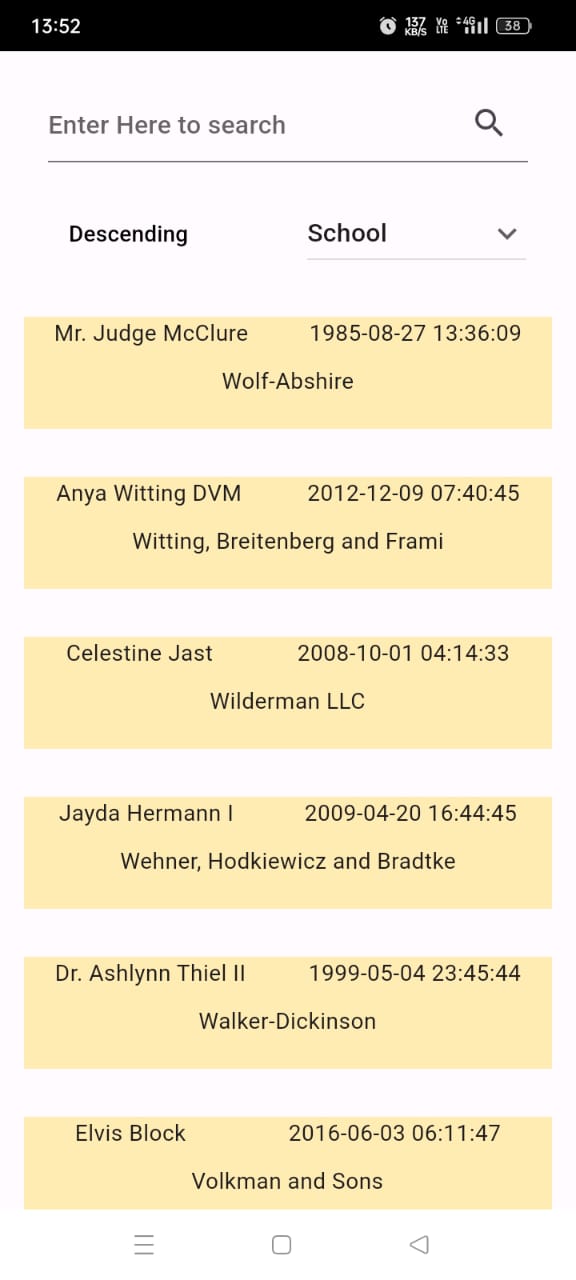 13:52
137 KB/S Vo LTE 4G 38
Enter Here to search
Descending School
Mr. Judge McClure 1985-08-27 13:36:09
Wolf-Abshire
Anya Witting DVM 2012-12-09 07:40:45
Witting, Breitenberg and Frami
Celestine Jast 2008-10-01 04:14:33
Wilderman LLC
Jayda Hermann I 2009-04-20 16:44:45
Wehner, Hodkiewicz and Bradtke
Dr. Ashlynn Thiel II 1999-05-04 23:45:44
Walker-Dickinson
Elvis Block 2016-06-03 06:11:47
Volkman and Sons